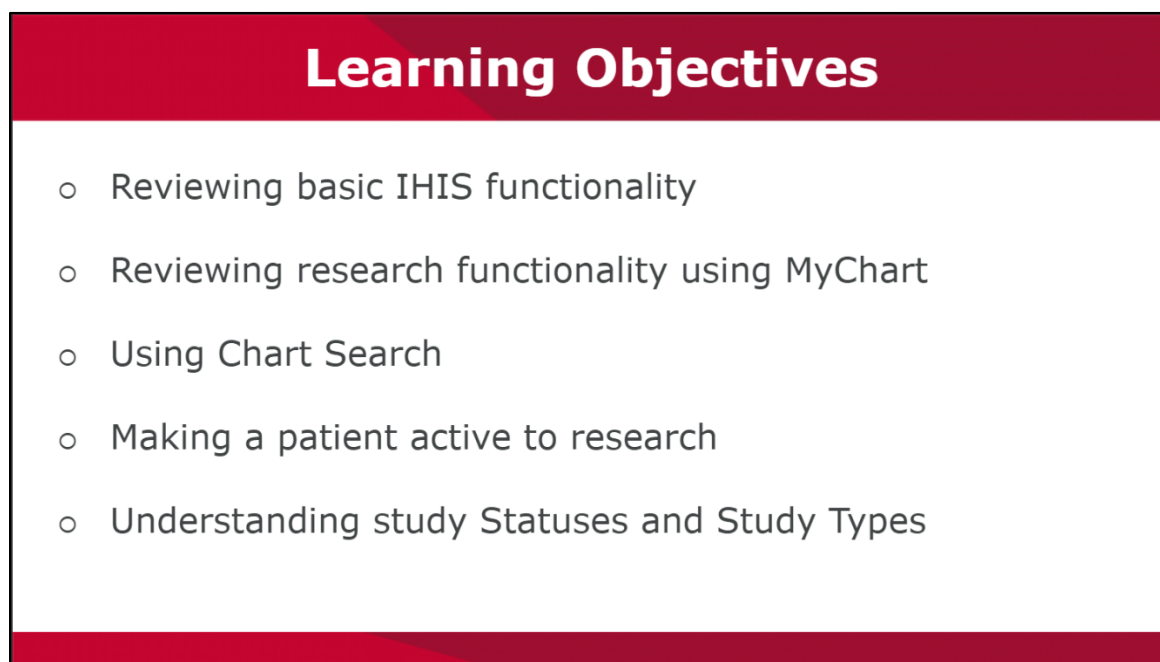 Learning Objectives
o Reviewing basic IHIS functionality
o Reviewing research functionality using MyChart
o Using Chart Search
o Making a patient active to research
o Understanding study Statuses and Study Types